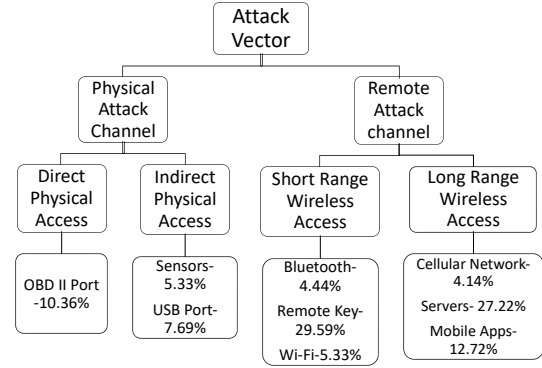 Attack
Vector
Physical
Attack
Channel
Remote
Attack
channel
Direct
Physical
Access
Indirect
Physical
Access
Short Range
Wireless
Access
Long Range
Wireless
Access
OBD II Port
-10.36%
Sensors-
5.33%
USB Port-
7.69%
Bluetooth-
4.44%
Remote Key-
29.59%
Wi-Fi-5.33%
Cellular Network-
4.14%
Servers- 27.22%
Mobile Apps-
12.72%